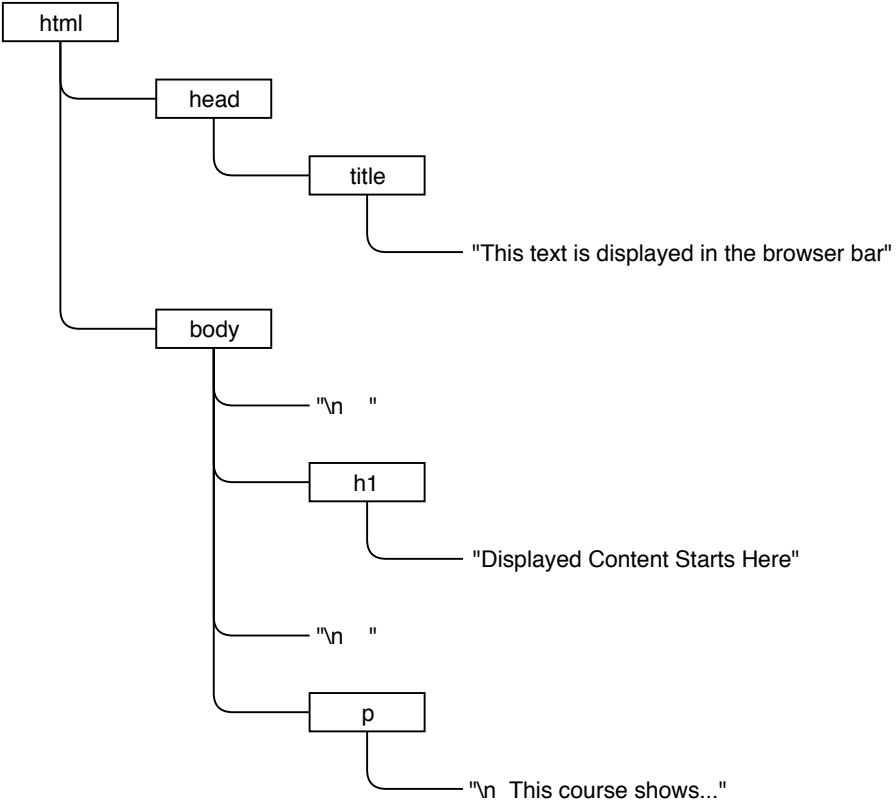 html
head
title
"This text is displayed in the browser bar"
body
"\n    "
h1
"Displayed Content Starts Here"
"\n    "
p
"\n  This course shows..."